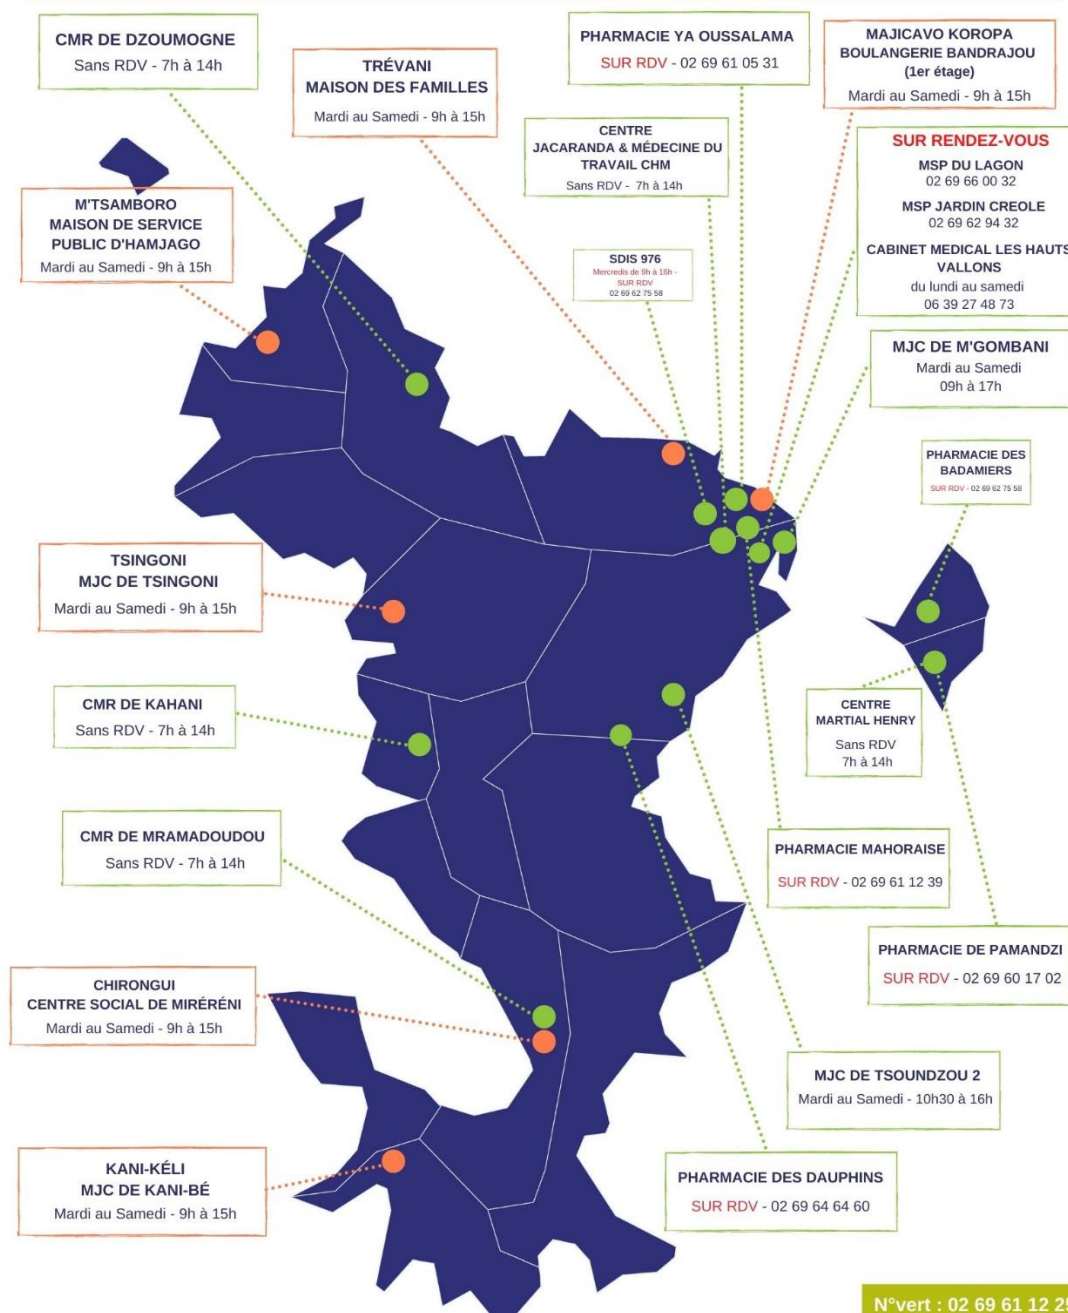 CMR DE DZOUMOGNE
Sans RDV - 7h à 14h
TRÉVANI
MAISON DES FAMILLES
Mardi au Samedi - 9h à 15h
PHARMACIE YA OUSSALAMA
SUR RDV - 02 69 61 05 31
MAJICAVO KOROPA
BOULANGERIE BANDRAJOU
(1er étage)
Mardi au Samedi - 9h à 15h
CENTRE
JACARANDA & MÉDECINE DU
TRAVAIL CHM
Sans RDV - 7h à 14h
SUR RENDEZ-VOUS
MSP DU LAGON
02 69 66 00 32
MSP JARDIN CREOLE
02 69 62 94 32
CABINET MEDICAL LES HAUTS
VALLONS
du lundi au samedi
06 39 27 48 73
M'TSAMBORO
MAISON DE SERVICE
PUBLIC D'HAMJAGO
Mardi au Samedi - 9h à 15h
SDIS 976
Mercredis de 9h à 16h -
SUR RDV
02 69 62 75 58
MJC DE M'GOMBANI
Mardi au Samedi
09h à 17h
PHARMACIE DES
BADAMIERS
SUR RDV - 02 69 62 75 58
TSINGONI
MJC DE TSINGONI
Mardi au Samedi - 9h à 15h
CMR DE KAHANI
Sans RDV - 7h à 14h
CENTRE
MARTIAL HENRY
Sans RDV
7h à 14h
CMR DE MRAMADOUDOU
Sans RDV - 7h à 14h
PHARMACIE MAHORAISE
SUR RDV - 02 69 61 12 39
PHARMACIE DE PAMANDZI
SUR RDV - 02 69 60 17 02
CHIRONGUI
CENTRE SOCIAL DE MIRÉRÉNI
Mardi au Samedi - 9h à 15h
MJC DE TSOUNDZOU 2
Mardi au Samedi - 10h30 à 16h
KANI-KÉLI
MJC DE KANI-BÉ
Mardi au Samedi - 9h à 15h
PHARMACIE DES DAUPHINS
SUR RDV - 02 69 64 64 60
N°vert : 02 69 61 12 25